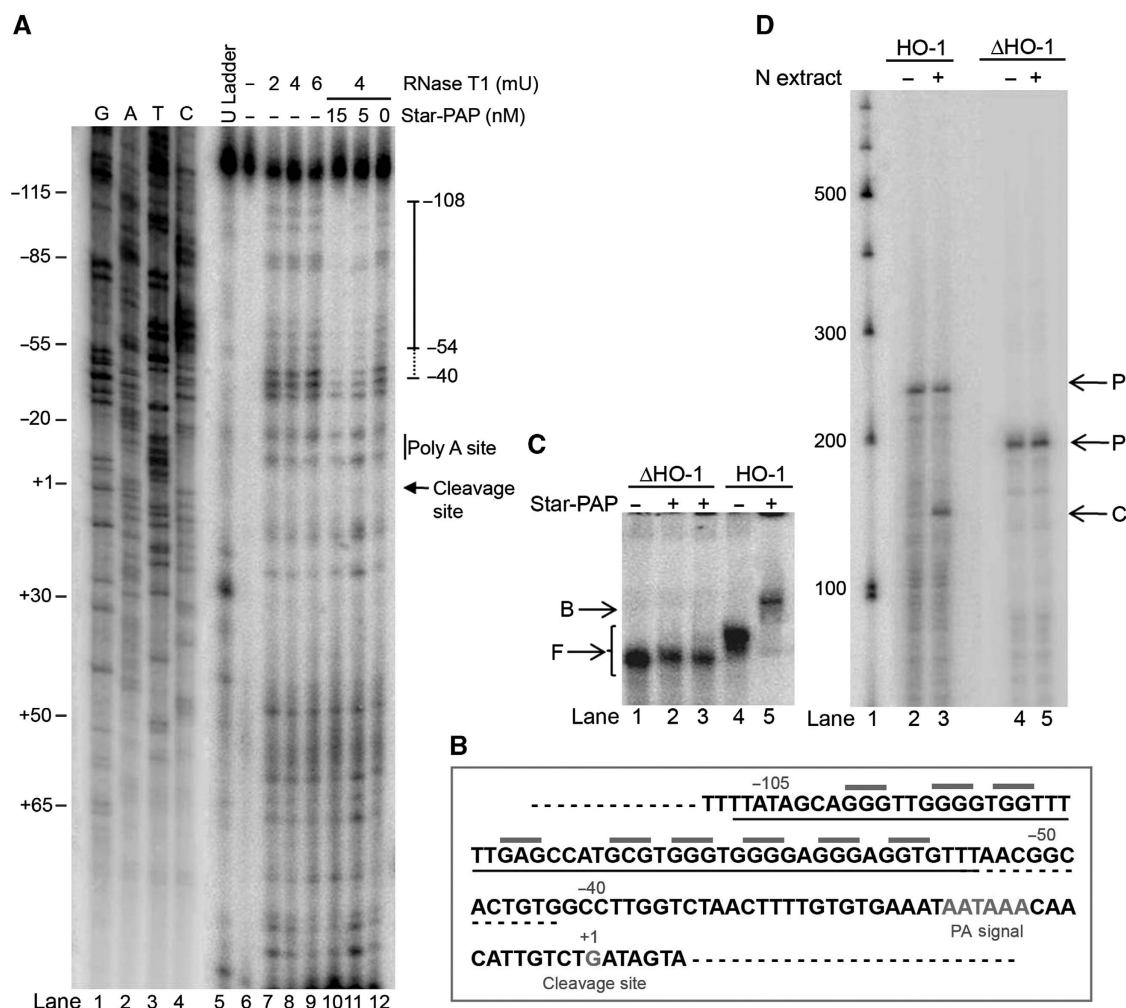 A
G A T C
U Ladder
– 2 4 6 4 RNase T1 (mU)
– – – – 15 5 0 Star-PAP (nM)
–115
–85
–55
–20
+1
+30
+50
+65
–108
–54
–40
Poly A site
Cleavage
site
Lane 1 2 3 4 5 6 7 8 9 10 11 12
C
ΔHO-1 HO-1
Star-PAP – + + – +
B
F
Lane 1 2 3 4 5
D
HO-1 ΔHO-1
N extract – + – +
500
300
200
100
P
P
C
Lane 1 2 3 4 5
B
–105
TTTTATAGCAGGGTTGGGGTGGTTT
–50
TTGAGCCATGCGTGGGTGGGGAGGGAGGTGTTTAACGGC
–40
ACTGTGGCCTTGGTCTAACTTTTGTGTGAAATAATAAACAA
PA signal
+1
CATTGTCTGATAGTA
Cleavage site